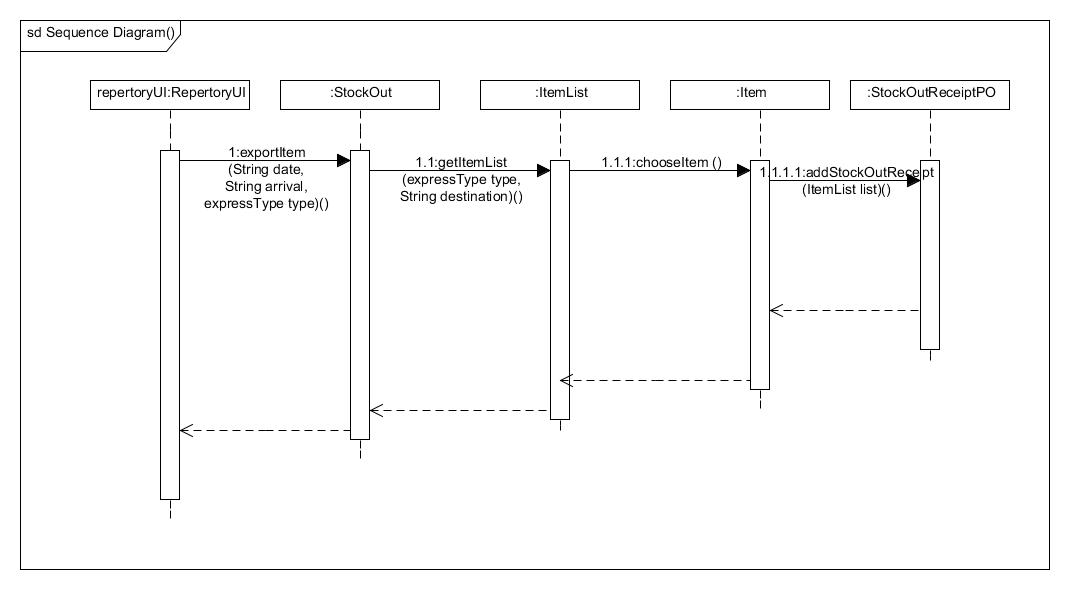 sd Sequence Diagram()
repertoryUI:RepertoryUI
:StockOut
:ItemList
:Item
:StockOutReceiptPO
1:exportItem
(String date,
String arrival,
expressType type)()
1.1:getItemList
(expressType type,
String destination)()
1.1.1:chooseItem ()
1.1.1.1:addStockOutReceipt
(ItemList list)()